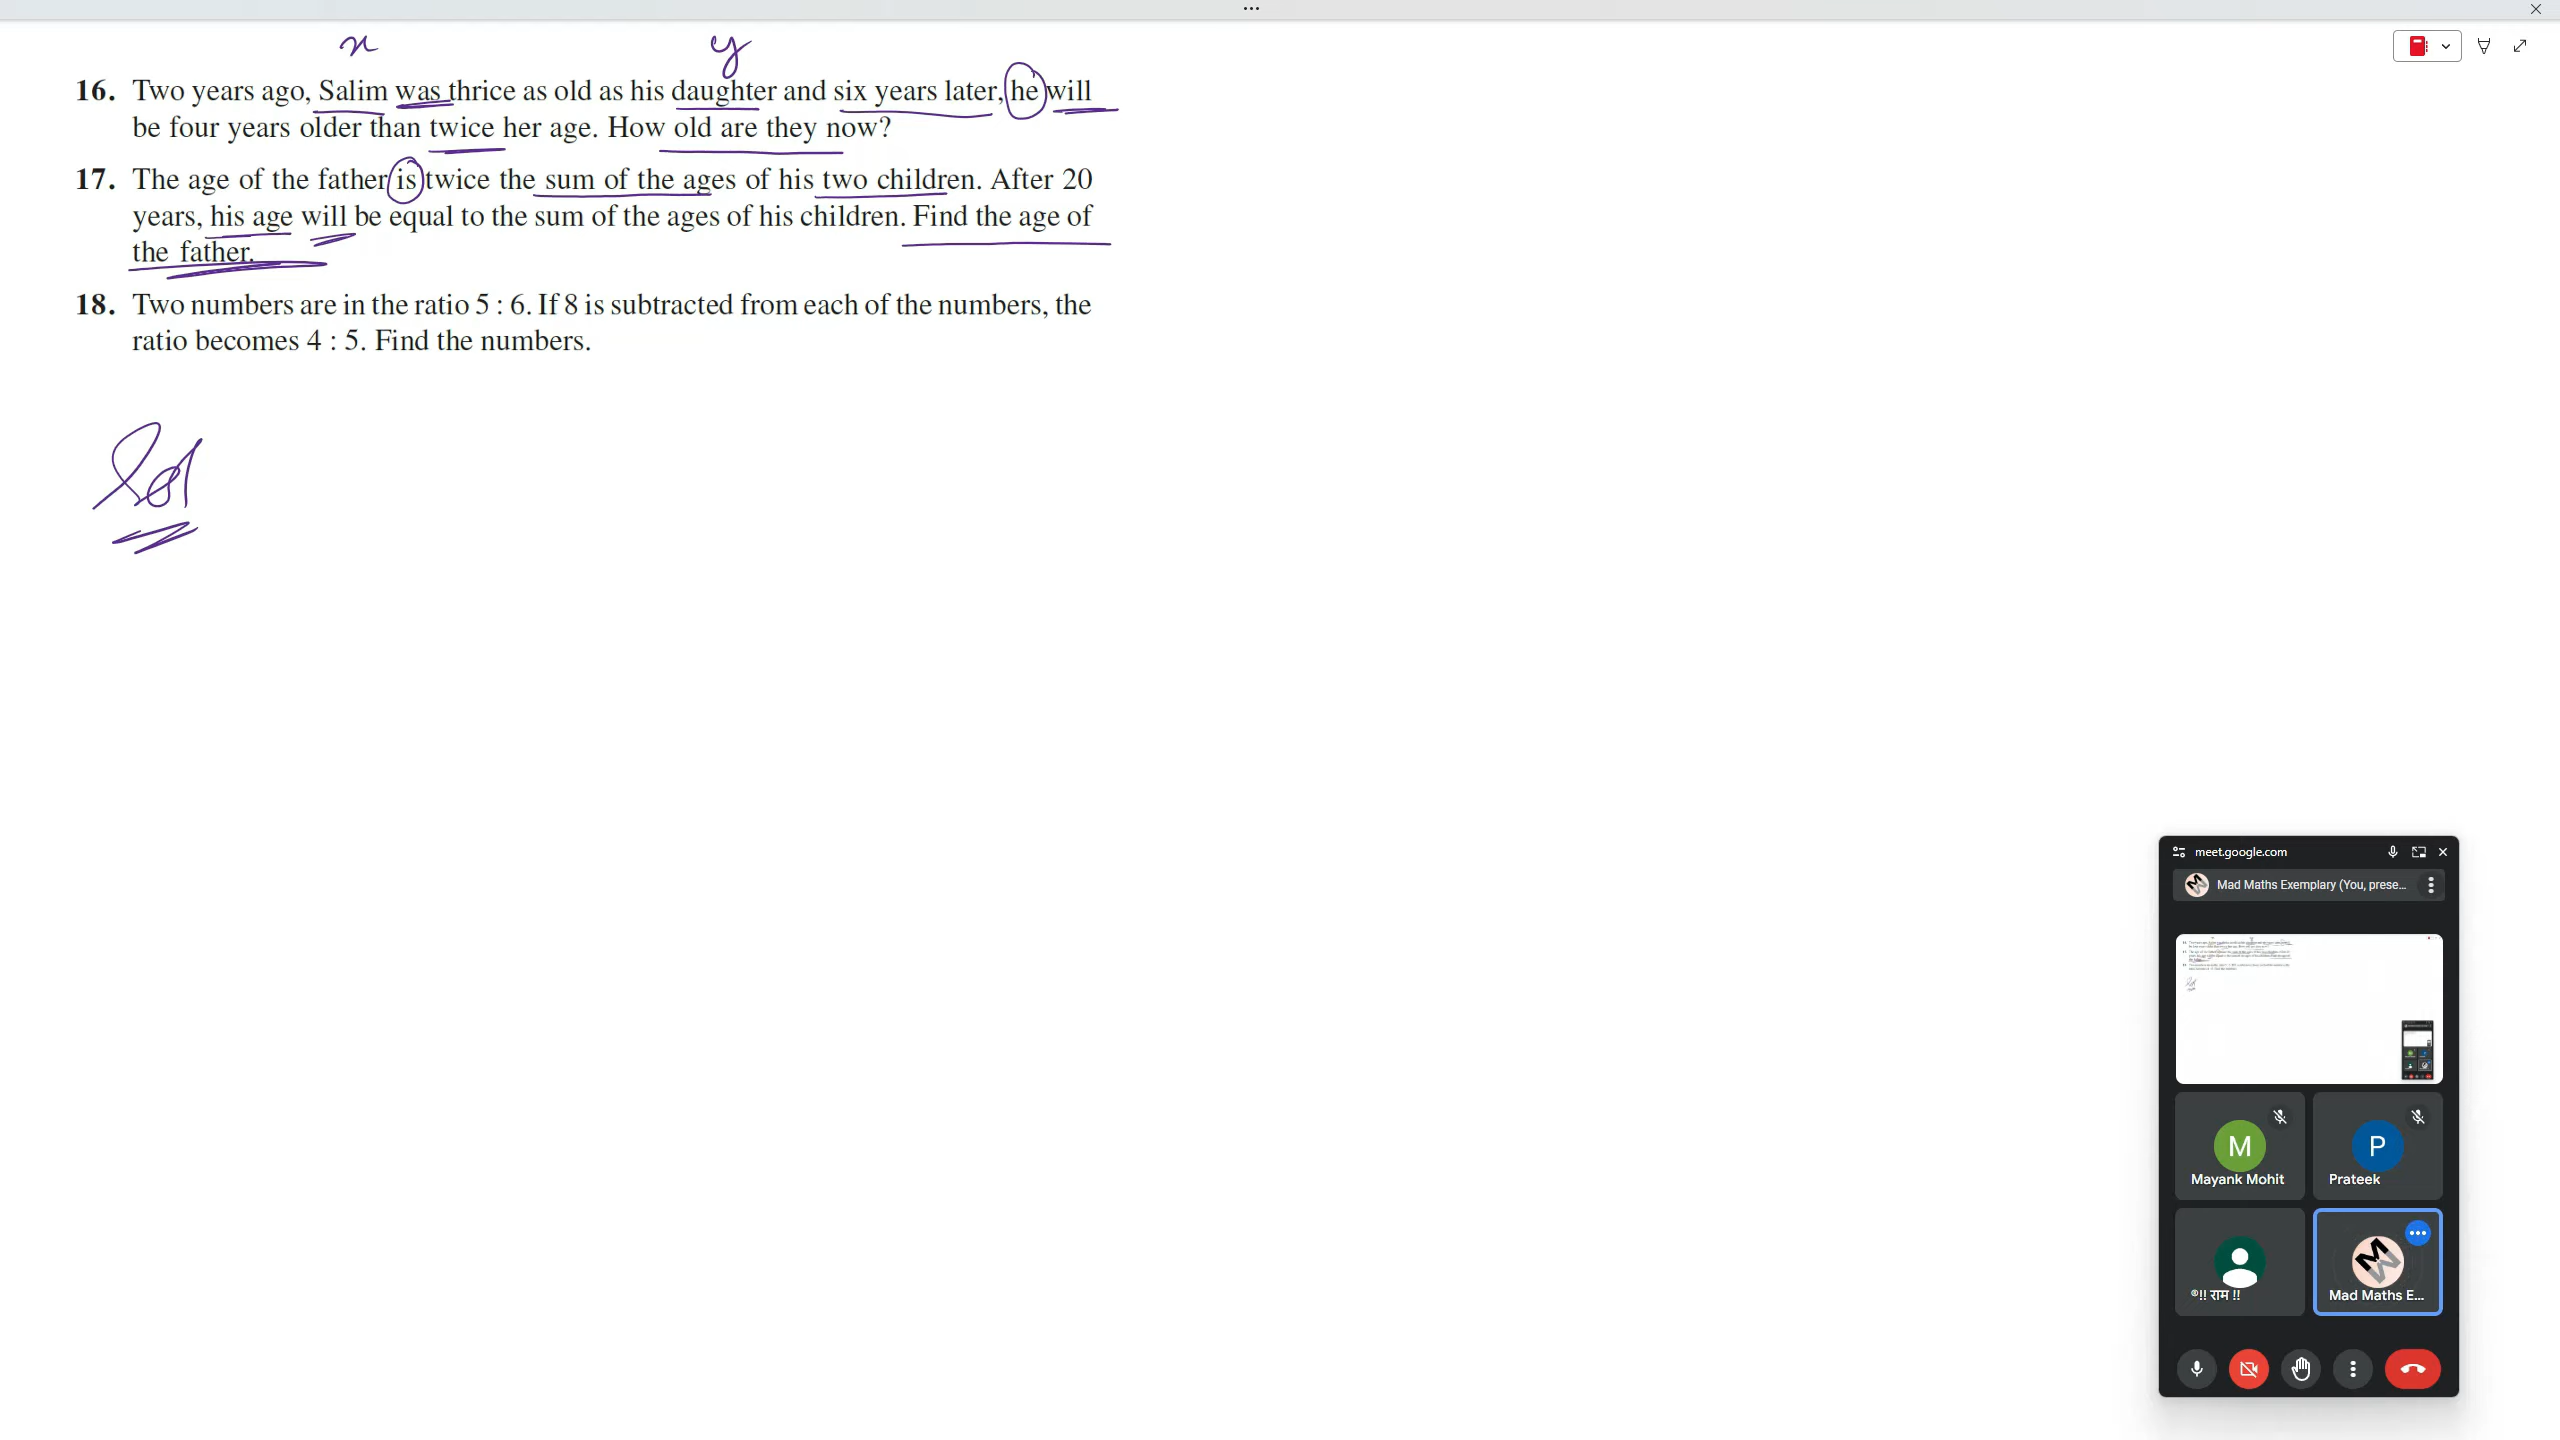 x y
16. Two years ago, Salim was thrice as old as his daughter and six years later, he will
be four years older than twice her age. How old are they now?
17. The age of the father is twice the sum of the ages of his two children. After 20
years, his age will be equal to the sum of the ages of his children. Find the age of
the father.
18. Two numbers are in the ratio 5 : 6. If 8 is subtracted from each of the numbers, the
ratio becomes 4 : 5. Find the numbers.
Sol
meet.google.com
Mad Maths Exemplary (You, prese...
M
Mayank Mohit
P
Prateek
°!! राम !!
Mad Maths E...